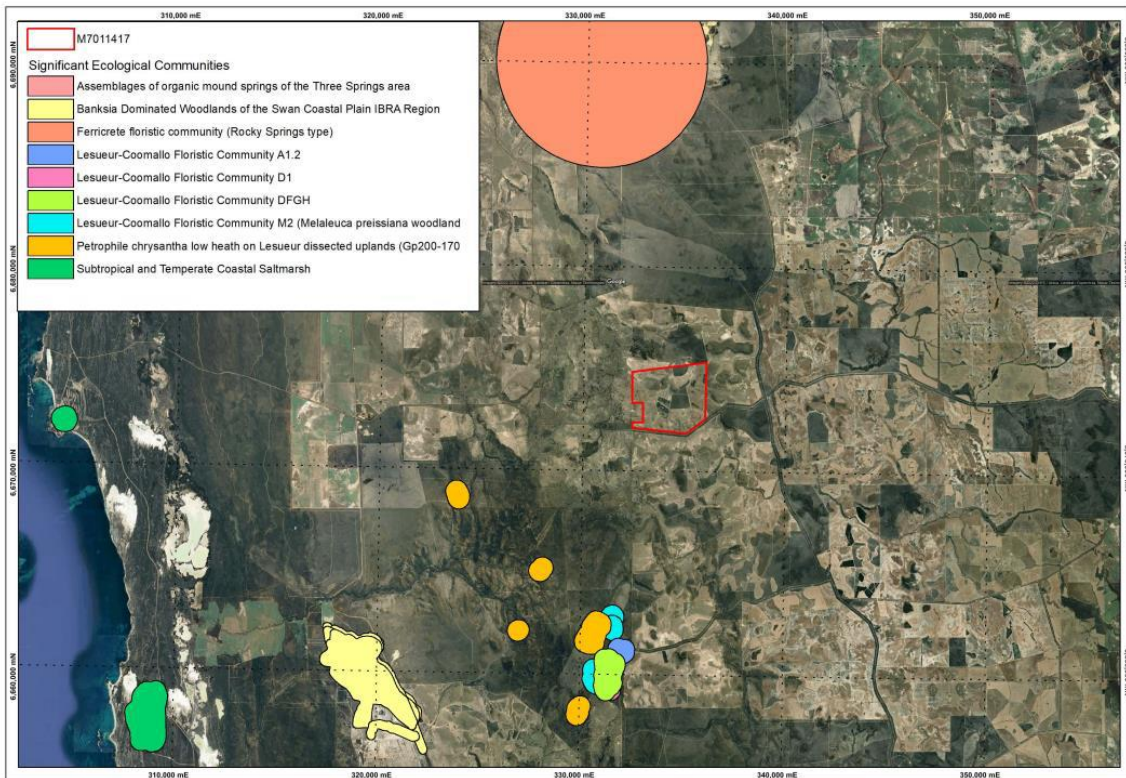 310,000 mE 320,000 mE 330,000 mE 340,000 mE 350,000 mE
M7011417
Significant Ecological Communities
Assemblages of organic mound springs of the Three Springs area
Banksia Dominated Woodlands of the Swan Coastal Plain IBRA Region
Ferricrete floristic community (Rocky Springs type)
Lesueur-Coomallo Floristic Community A1.2
Lesueur-Coomallo Floristic Community D1
Lesueur-Coomallo Floristic Community DFGH
Lesueur-Coomallo Floristic Community M2 (Melaleuca preissiana woodland
Petrophile chrysantha low heath on Lesueur dissected uplands (Gp200-170
Subtropical and Temperate Coastal Saltmarsh
6,690,000 mN
6,680,000 mN
6,670,000 mN
6,660,000 mN
Google
310,000 mE 320,000 mE 330,000 mE 340,000 mE 350,000 mE